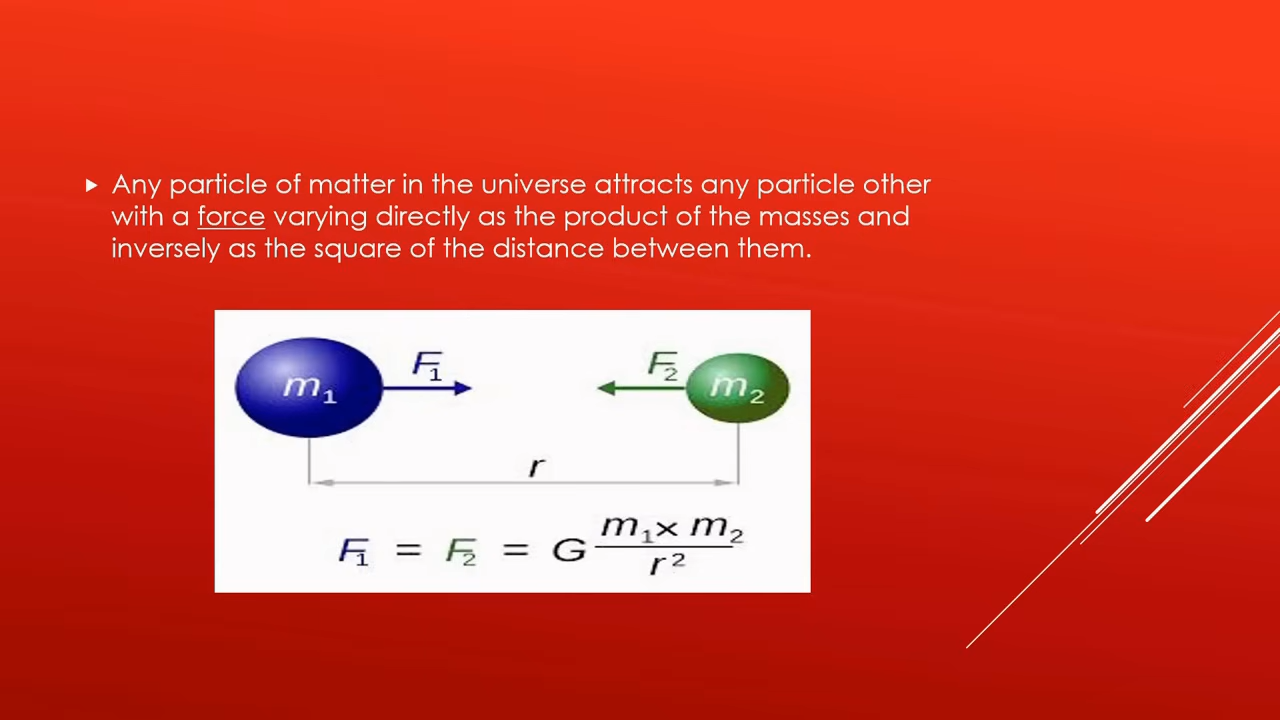 Any particle of matter in the universe attracts any particle other
with a force varying directly as the product of the masses and
inversely as the square of the distance between them.
F₁ F₂
m₁ m₂
r
F₁ = F₂ = G m₁ x m₂ / r²